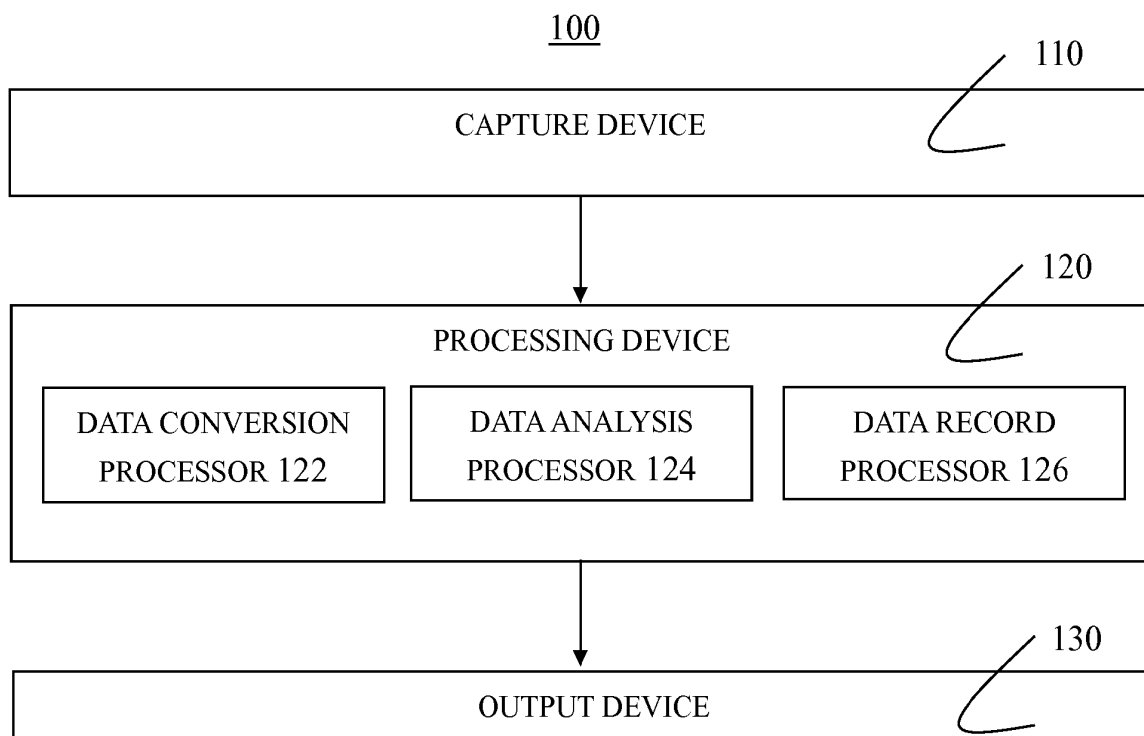 100
110
CAPTURE DEVICE
120
PROCESSING DEVICE
DATA CONVERSION
PROCESSOR 122
DATA ANALYSIS
PROCESSOR 124
DATA RECORD
PROCESSOR 126
130
OUTPUT DEVICE